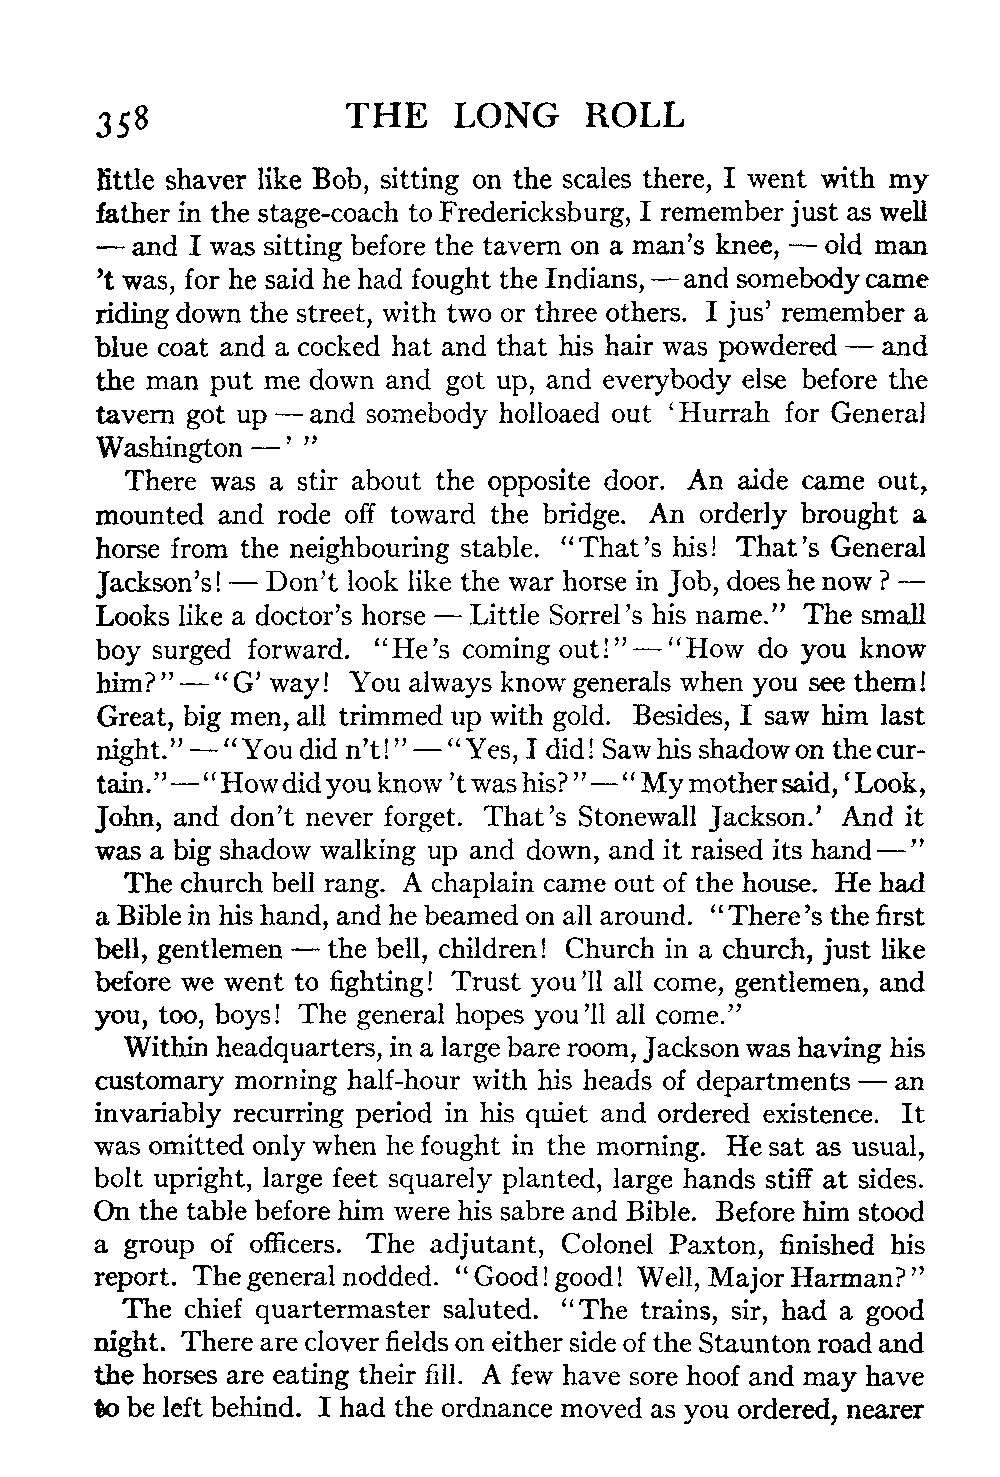 358 THE LONG ROLL
little shaver like Bob, sitting on the scales there, I went with my
father in the stage-coach to Fredericksburg, I remember just as well
— and I was sitting before the tavern on a man's knee, — old man
't was, for he said he had fought the Indians, — and somebody came
riding down the street, with two or three others. I jus' remember a
blue coat and a cocked hat and that his hair was powdered — and
the man put me down and got up, and everybody else before the
tavern got up — and somebody holloaed out 'Hurrah for General
Washington —' "
There was a stir about the opposite door. An aide came out,
mounted and rode off toward the bridge. An orderly brought a
horse from the neighbouring stable. "That's his! That's General
Jackson's! — Don't look like the war horse in Job, does he now? —
Looks like a doctor's horse — Little Sorrel's his name." The small
boy surged forward. "He's coming out!" — "How do you know
him?" — "G' way! You always know generals when you see them!
Great, big men, all trimmed up with gold. Besides, I saw him last
night." — "You did n't!" — "Yes, I did! Saw his shadow on the cur-
tain." — "How did you know 't was his?" — "My mother said, 'Look,
John, and don't never forget. That's Stonewall Jackson.' And it
was a big shadow walking up and down, and it raised its hand —"
The church bell rang. A chaplain came out of the house. He had
a Bible in his hand, and he beamed on all around. "There's the first
bell, gentlemen — the bell, children! Church in a church, just like
before we went to fighting! Trust you'll all come, gentlemen, and
you, too, boys! The general hopes you'll all come."
Within headquarters, in a large bare room, Jackson was having his
customary morning half-hour with his heads of departments — an
invariably recurring period in his quiet and ordered existence. It
was omitted only when he fought in the morning. He sat as usual,
bolt upright, large feet squarely planted, large hands stiff at sides.
On the table before him were his sabre and Bible. Before him stood
a group of officers. The adjutant, Colonel Paxton, finished his
report. The general nodded. "Good! good! Well, Major Harman?"
The chief quartermaster saluted. "The trains, sir, had a good
night. There are clover fields on either side of the Staunton road and
the horses are eating their fill. A few have sore hoof and may have
to be left behind. I had the ordnance moved as you ordered, nearer